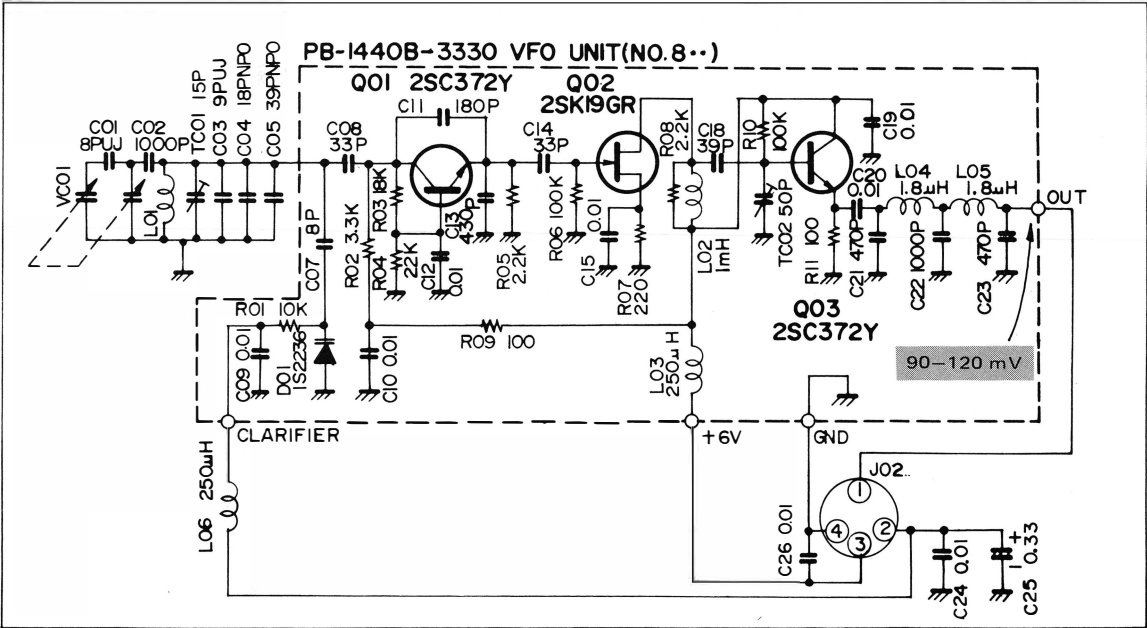 PB-1440B-3330 VFO UNIT(NO.8··)
Q01 2SC372Y
Q02
2SK19GR
C01
8PUJ
C02
1000P
TC01 15P
C03 9PUJ
C04 18PNPO
C05 39PNPO
VC01
L01
C08
33P
C11 180P
C14
33P
R08
2.2K
C18
39P
R10
100K
C19
0.01
C20
0.01
L04
1.8µH
L05
1.8µH
OUT
C07 8P
R02 3.3K
R03 18K
R04
22K
C12
0.01
C13
430P
R05
2.2K
R06 100K
C15
0.01
R07
220
L02
1mH
TC02 50P
R11 100
C21 470P
C22 1000P
C23 470P
Q03
2SC372Y
R01 10K
C09 0.01
D01
1S2236
C10 0.01
R09 100
L03
250µH
90–120 mV
CLARIFIER
+6V
GND
L06 250µH
J02..
1
2
3
4
C26 0.01
C24 0.01
C25 0.33
+
−